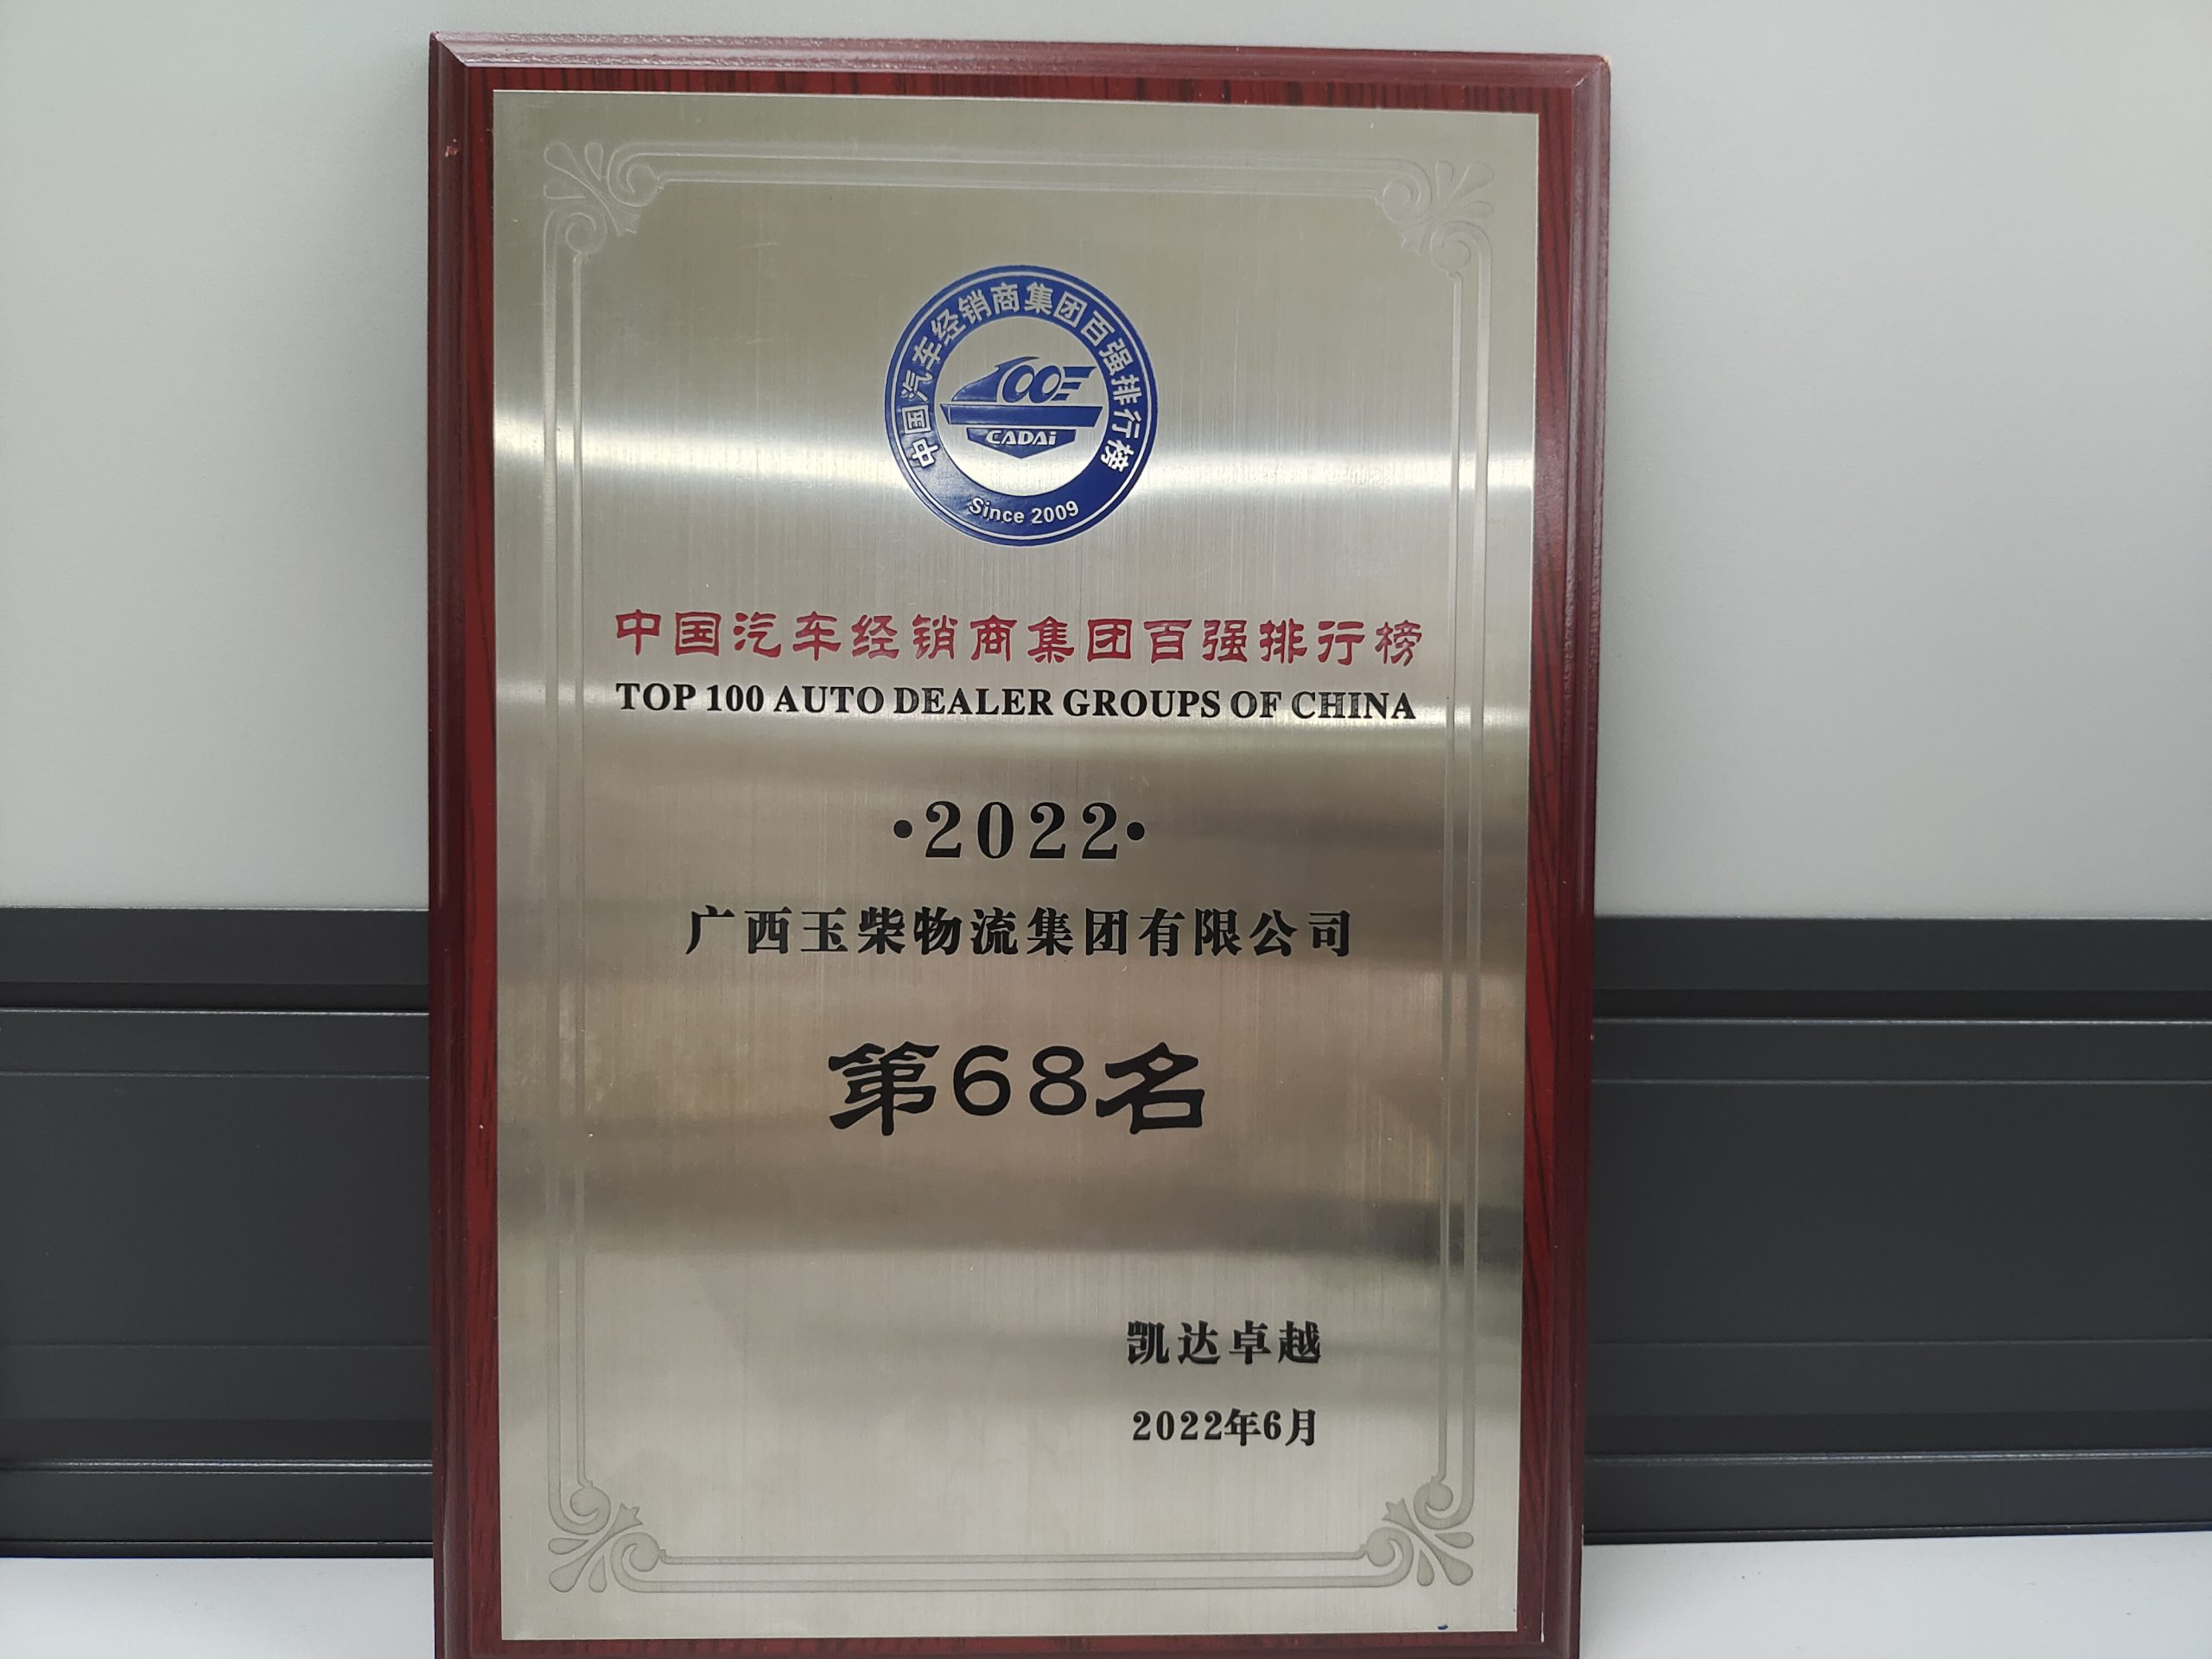 中国汽车经销商集团百强排行榜
100
CADAi
Since 2009
中国汽车经销商集团百强排行榜
TOP 100 AUTO DEALER GROUPS OF CHINA
·2022·
广西玉柴物流集团有限公司
第68名
凯达卓越
2022年6月